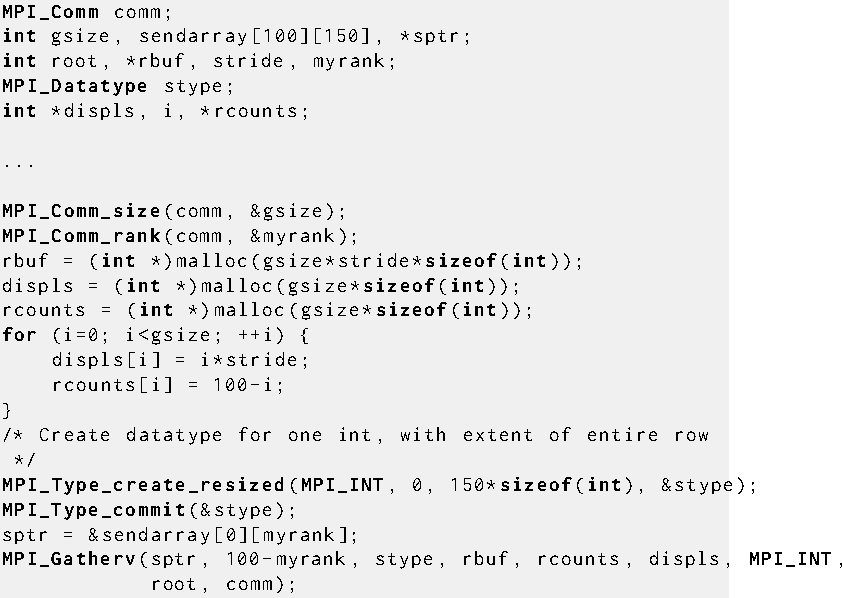 MPI_Comm comm;
int gsize, sendarray[100][150], *sptr;
int root, *rbuf, stride, myrank;
MPI_Datatype stype;
int *displs, i, *rcounts;
...
MPI_Comm_size(comm, &gsize);
MPI_Comm_rank(comm, &myrank);
rbuf = (int *)malloc(gsize*stride*sizeof(int));
displs = (int *)malloc(gsize*sizeof(int));
rcounts = (int *)malloc(gsize*sizeof(int));
for (i=0; i<gsize; ++i) {
    displs[i] = i*stride;
    rcounts[i] = 100-i;
}
/* Create datatype for one int, with extent of entire row
 */
MPI_Type_create_resized(MPI_INT, 0, 150*sizeof(int), &stype);
MPI_Type_commit(&stype);
sptr = &sendarray[0][myrank];
MPI_Gatherv(sptr, 100-myrank, stype, rbuf, rcounts, displs, MPI_INT,
            root, comm);